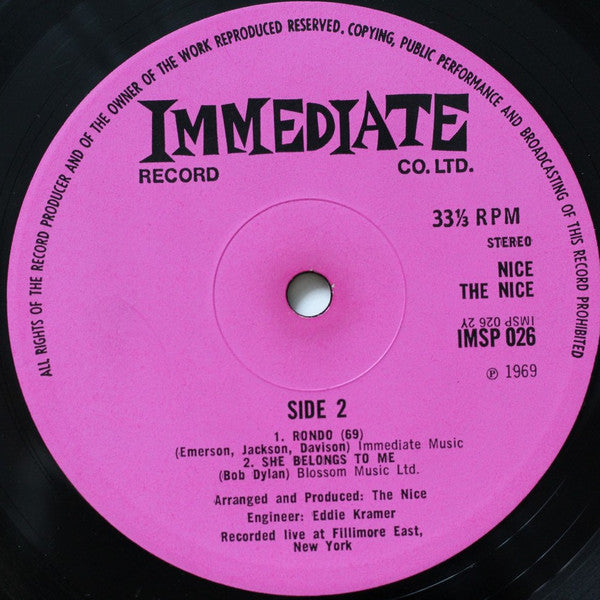 ALL RIGHTS OF THE RECORD PRODUCER AND OF THE OWNER OF THE WORK REPRODUCED RESERVED. COPYING, PUBLIC PERFORMANCE AND BROADCASTING OF THIS RECORD PROHIBITED
IMMEDIATE
RECORD CO. LTD.
33⅓ RPM
STEREO
NICE
THE NICE
IMSP 026 2Y
IMSP 026
℗ 1969
SIDE 2
1. RONDO (69)
(Emerson, Jackson, Davison) Immediate Music
2. SHE BELONGS TO ME
(Bob Dylan) Blossom Music Ltd.
Arranged and Produced: The Nice
Engineer: Eddie Kramer
Recorded live at Fillimore East,
New York